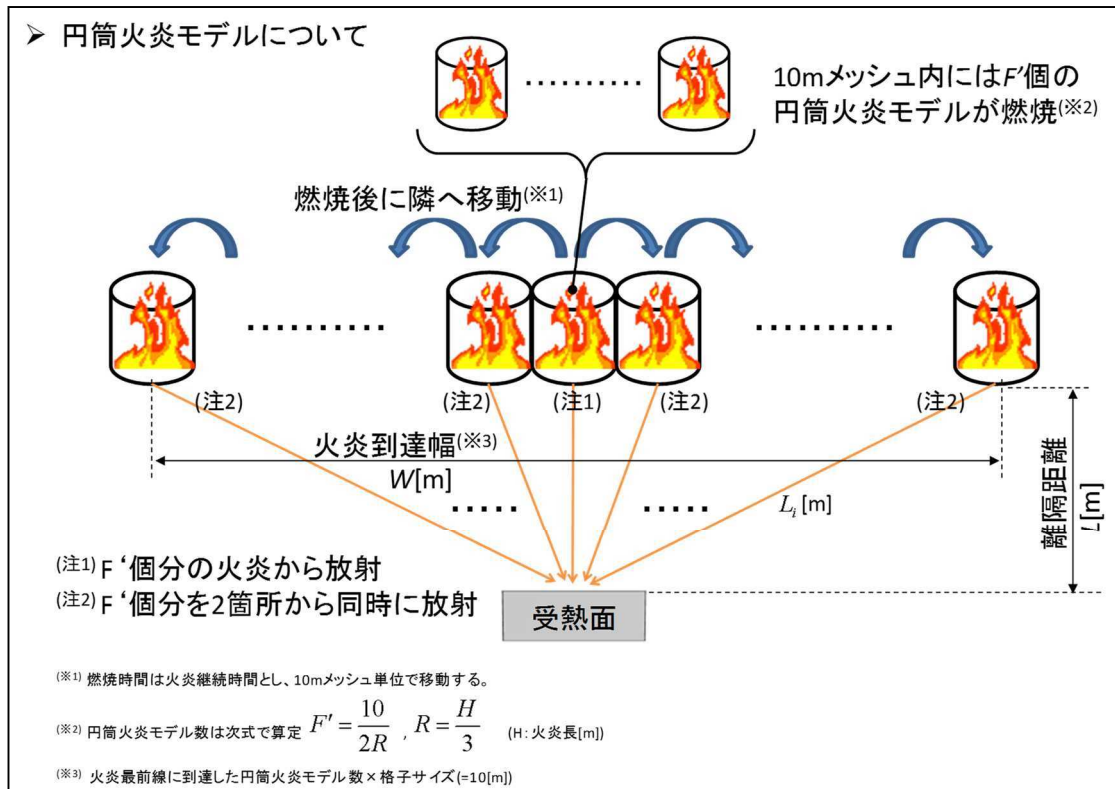 ➢ 円筒火炎モデルについて
10mメッシュ内にはF'個の
円筒火炎モデルが燃焼(※2)
燃焼後に隣へ移動(※1)
(注2)
(注2)
(注1)
(注2)
(注2)
火炎到達幅(※3)
W[m]
L_i [m]
離隔距離
L[m]
(注1) F‘個分の火炎から放射
(注2) F‘個分を2箇所から同時に放射
受熱面
(※1) 燃焼時間は火炎継続時間とし、10mメッシュ単位で移動する。
(※2) 円筒火炎モデル数は次式で算定 F′ = 10/2R , R = H/3 (H:火炎長[m])
(※3) 火炎最前線に到達した円筒火炎モデル数×格子サイズ(=10[m])